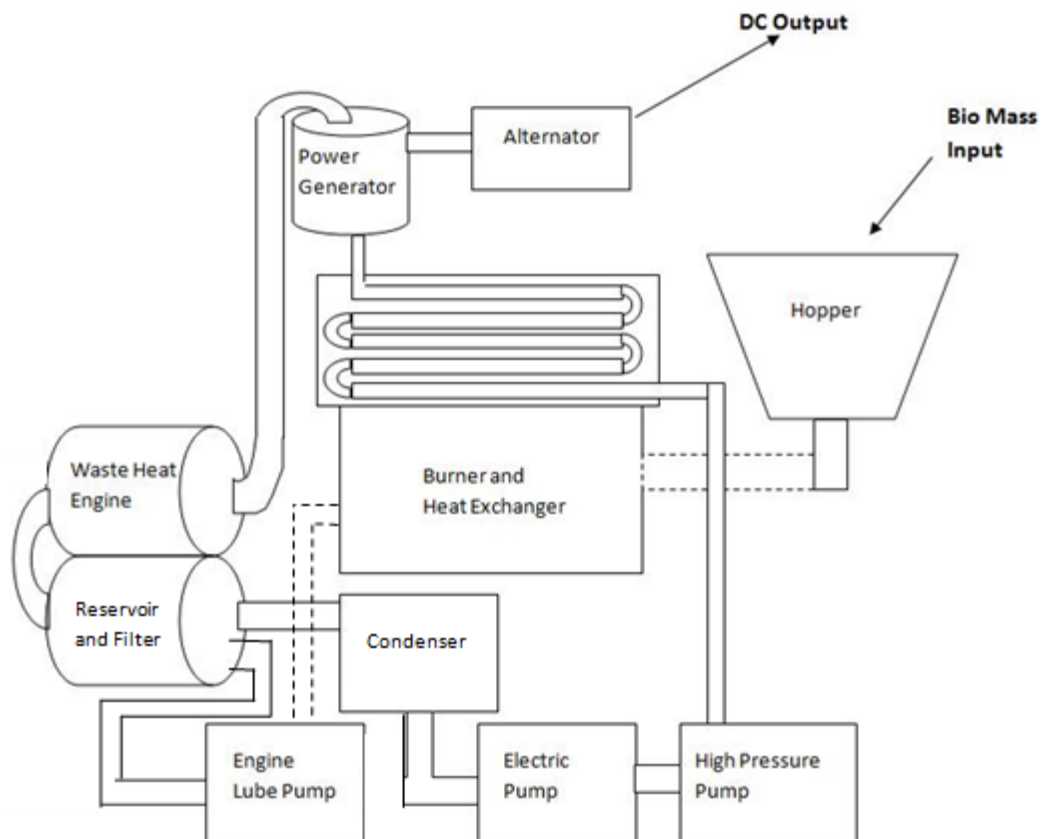 DC Output
Alternator
Bio Mass
Input
Power
Generator
Hopper
Waste Heat
Engine
Burner and
Heat Exchanger
Reservoir
and Filter
Condenser
Engine
Lube Pump
Electric
Pump
High Pressure
Pump